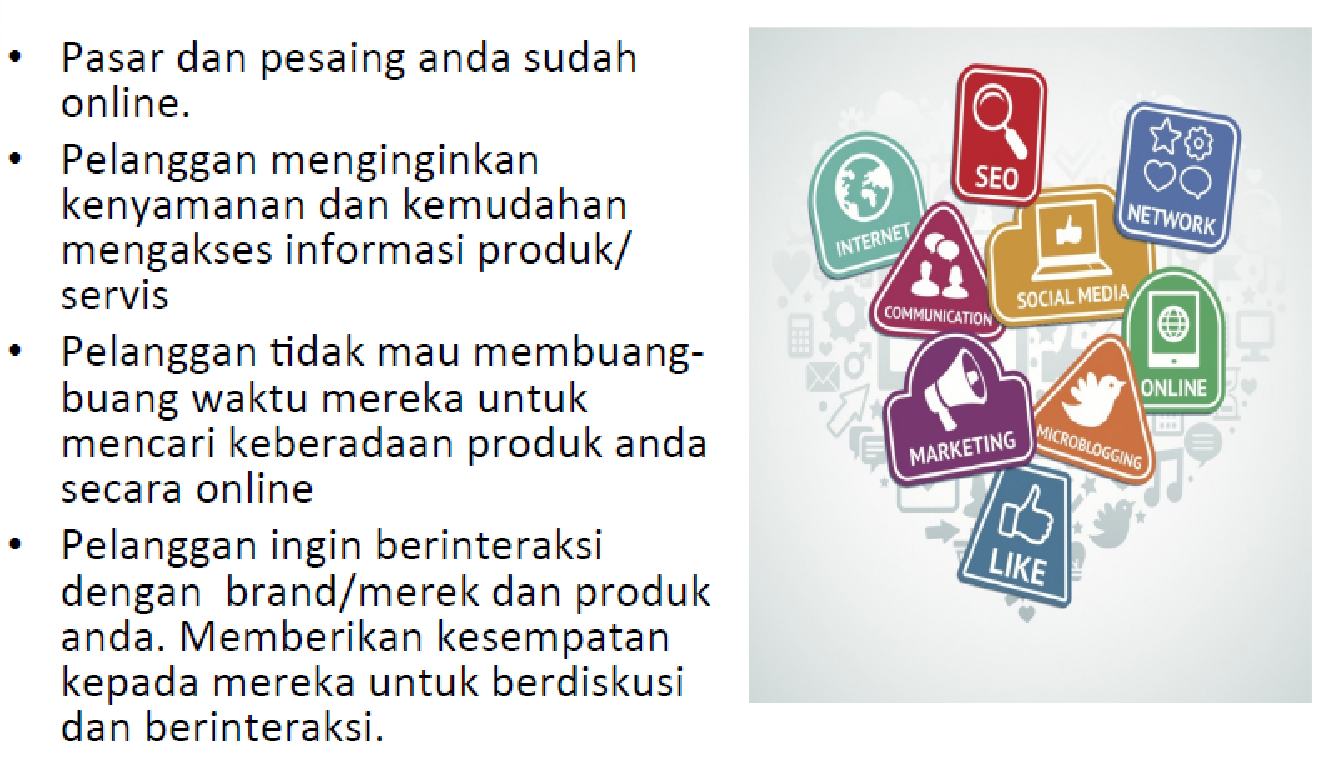 • Pasar dan pesaing anda sudah
online.
• Pelanggan menginginkan
kenyamanan dan kemudahan
mengakses informasi produk/
servis
• Pelanggan tidak mau membuang-
buang waktu mereka untuk
mencari keberadaan produk anda
secara online
• Pelanggan ingin berinteraksi
dengan  brand/merek dan produk
anda. Memberikan kesempatan
kepada mereka untuk berdiskusi
dan berinteraksi.
SEO
NETWORK
INTERNET
COMMUNICATION
SOCIAL MEDIA
ONLINE
MARKETING
MICROBLOGGING
LIKE